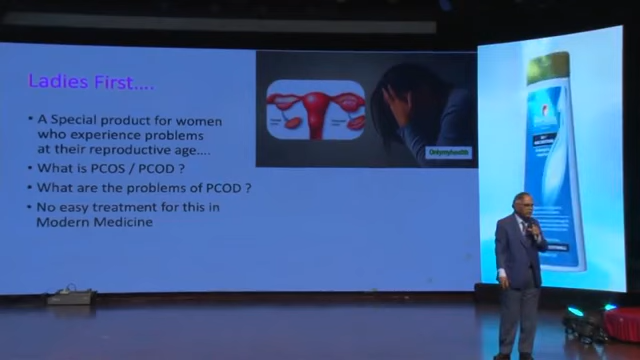 Ladies First....
• A Special product for women
who experience problems
at their reproductive age....
• What is PCOS / PCOD ?
• What are the problems of PCOD ?
• No easy treatment for this in
Modern Medicine
Onlymyhealth